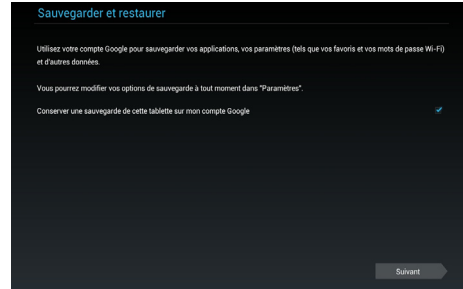 Sauvegarder et restaurer
Utilisez votre compte Google pour sauvegarder vos applications, vos paramètres (tels que vos favoris et vos mots de passe Wi-Fi)
et d'autres données.
Vous pourrez modifier vos options de sauvegarde à tout moment dans "Paramètres".
Conserver une sauvegarde de cette tablette sur mon compte Google
Suivant